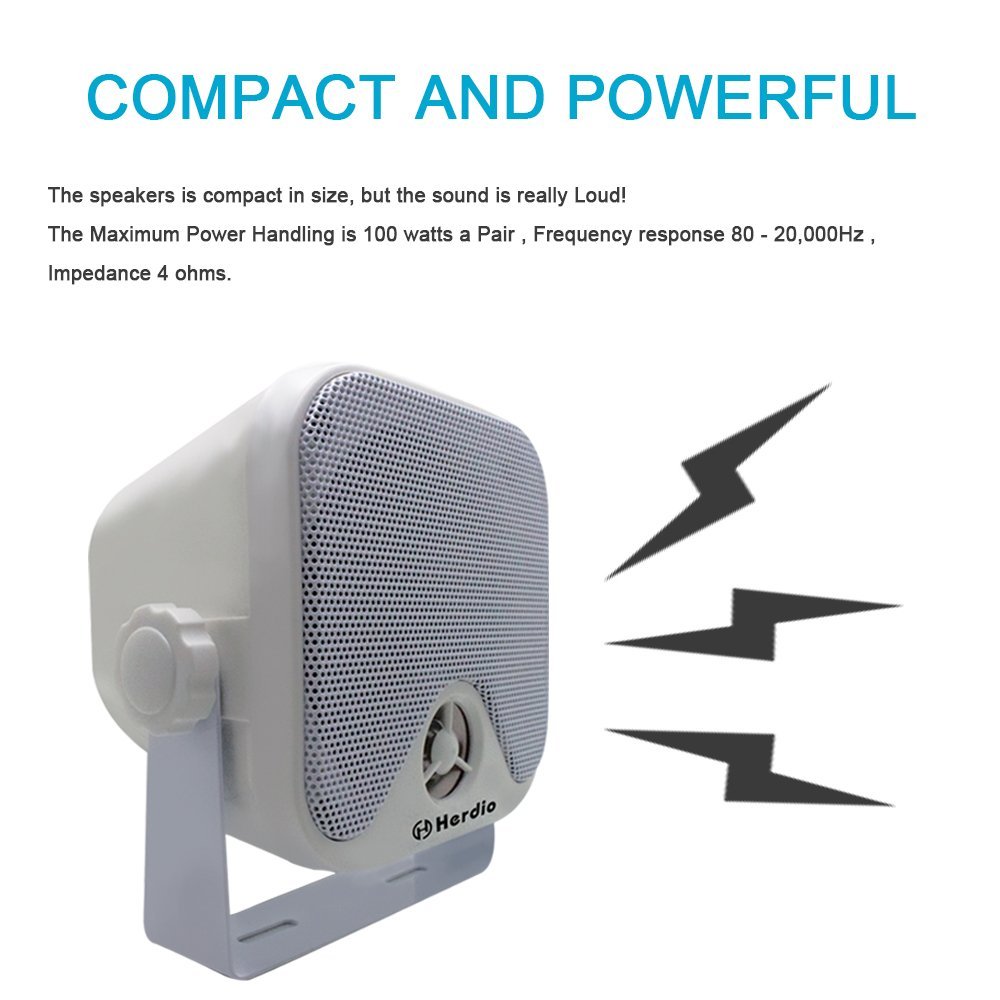 COMPACT AND POWERFUL
The speakers is compact in size, but the sound is really Loud!
The Maximum Power Handling is 100 watts a Pair , Frequency response 80 - 20,000Hz ,
Impedance 4 ohms.
Herdio